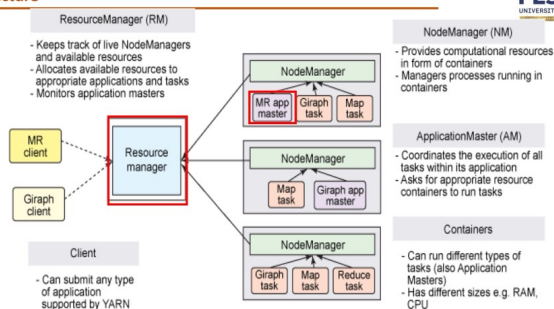 ResourceManager (RM)
- Keeps track of live NodeManagers
and available resources
- Allocates available resources to
appropriate applications and tasks
- Monitors application masters
MR
client
Giraph
client
Resource
manager
Client
- Can submit any type
of application
supported by YARN
NodeManager
MR app
master
Giraph
task
Map
task
NodeManager
Map
task
Giraph app
master
NodeManager
Giraph
task
Map
task
Reduce
task
UNIVERSITY
NodeManager (NM)
- Provides computational resources
in form of containers
- Managers processes running in
containers
ApplicationMaster (AM)
- Coordinates the execution of all
tasks within its application
- Asks for appropriate resource
containers to run tasks
Containers
- Can run different types of
tasks (also Application
Masters)
- Has different sizes e.g. RAM,
CPU